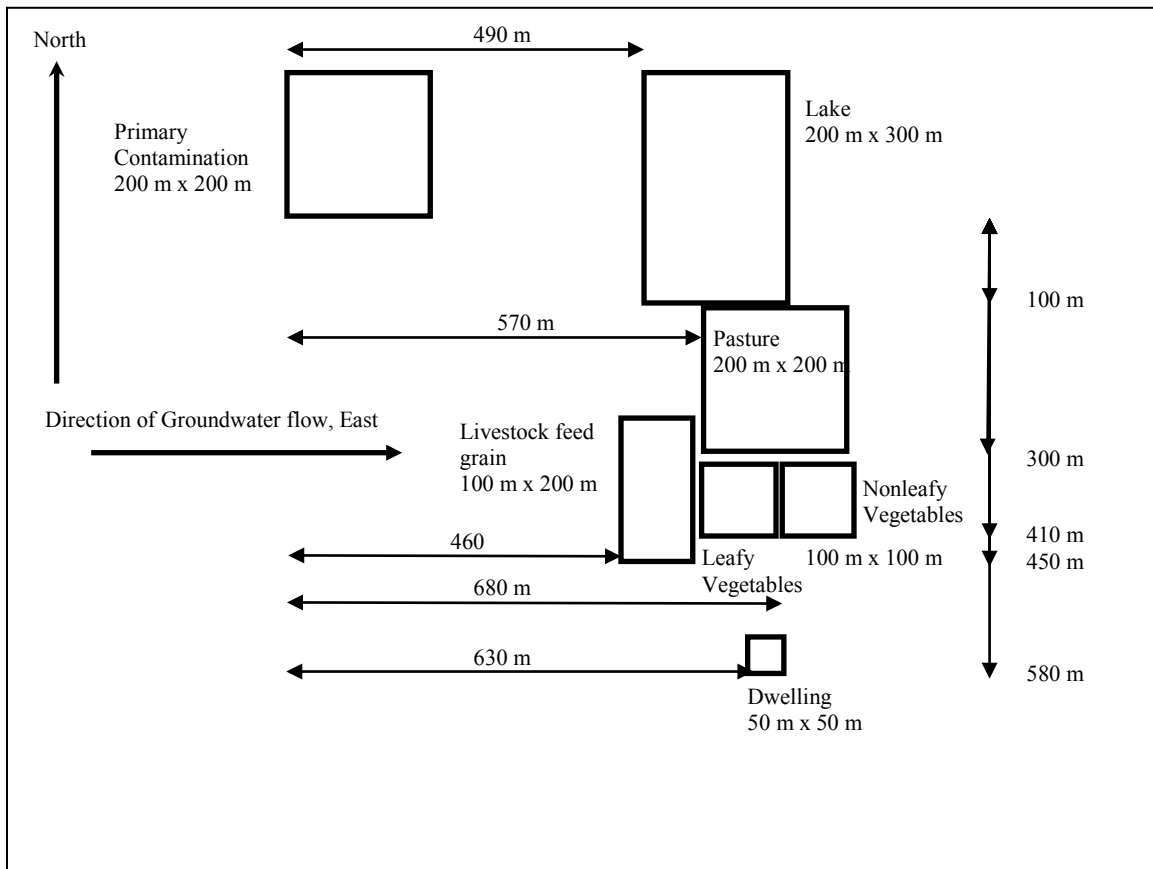 490 m
North
Primary
Contamination
200 m x 200 m
Lake
200 m x 300 m
100 m
570 m
Pasture
200 m x 200 m
Direction of Groundwater flow, East
Livestock feed
grain
100 m x 200 m
300 m
Nonleafy
Vegetables
410 m
460
Leafy
Vegetables
100 m x 100 m
450 m
680 m
630 m
580 m
Dwelling
50 m x 50 m